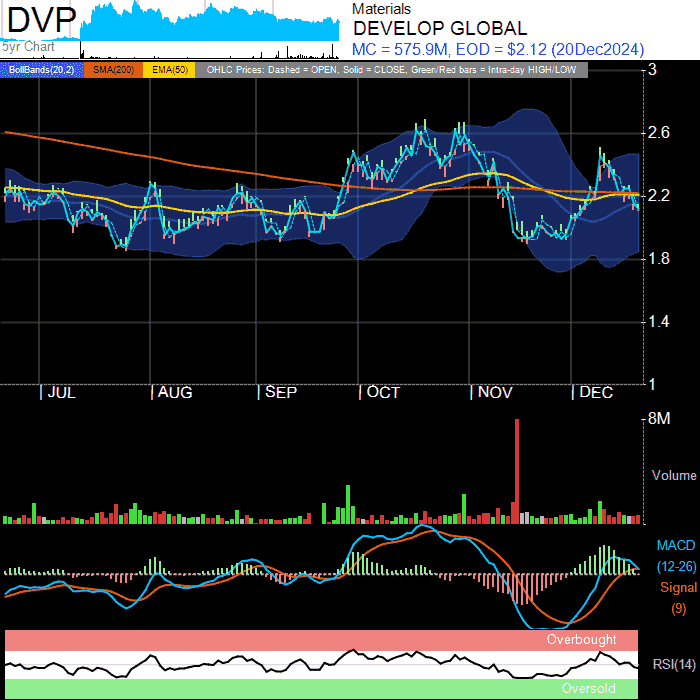 DVP
5yr Chart
Materials
DEVELOP GLOBAL
MC = 575.9M, EOD = $2.12 (20Dec2024)
BollBands(20,2) SMA(200) EMA(50) OHLC Prices: Dashed = OPEN, Solid = CLOSE, Green/Red bars = Intra-day HIGH/LOW
3
2.6
2.2
1.8
1.4
1
JUL AUG SEP OCT NOV DEC
8M
Volume
MACD
(12-26)
Signal
(9)
Overbought
RSI(14)
Oversold